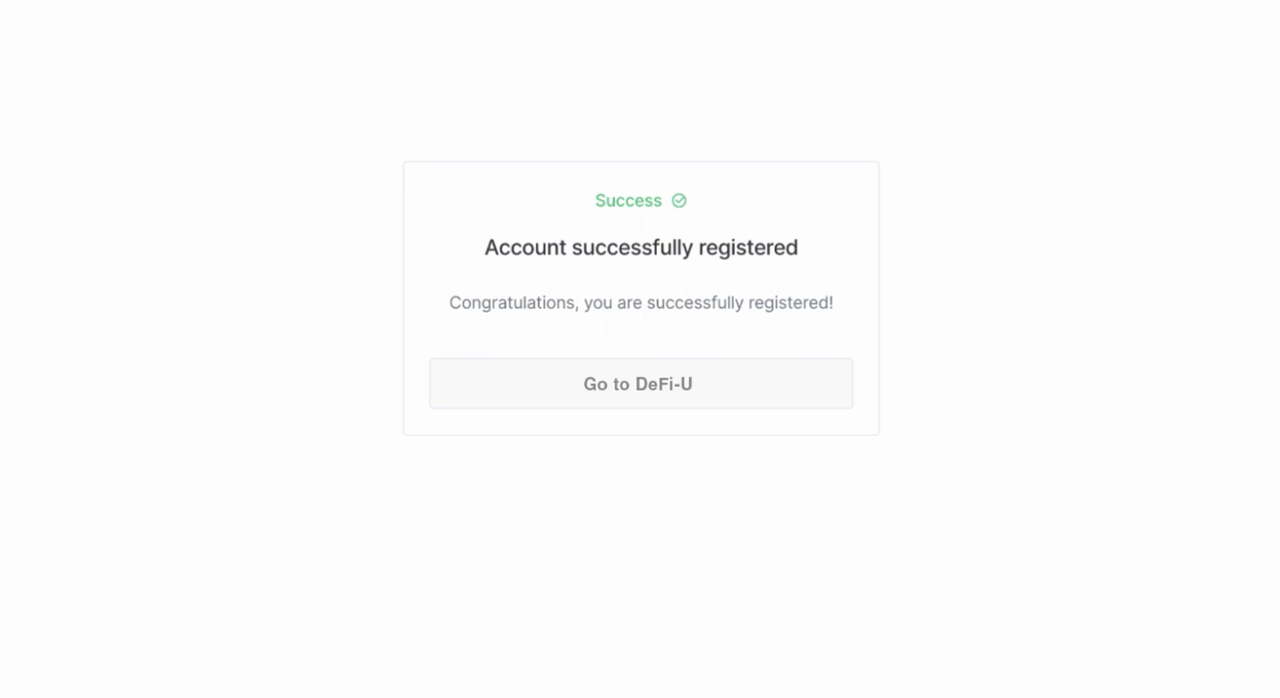 Success
Account successfully registered
Congratulations, you are successfully registered!
Go to DeFi-U